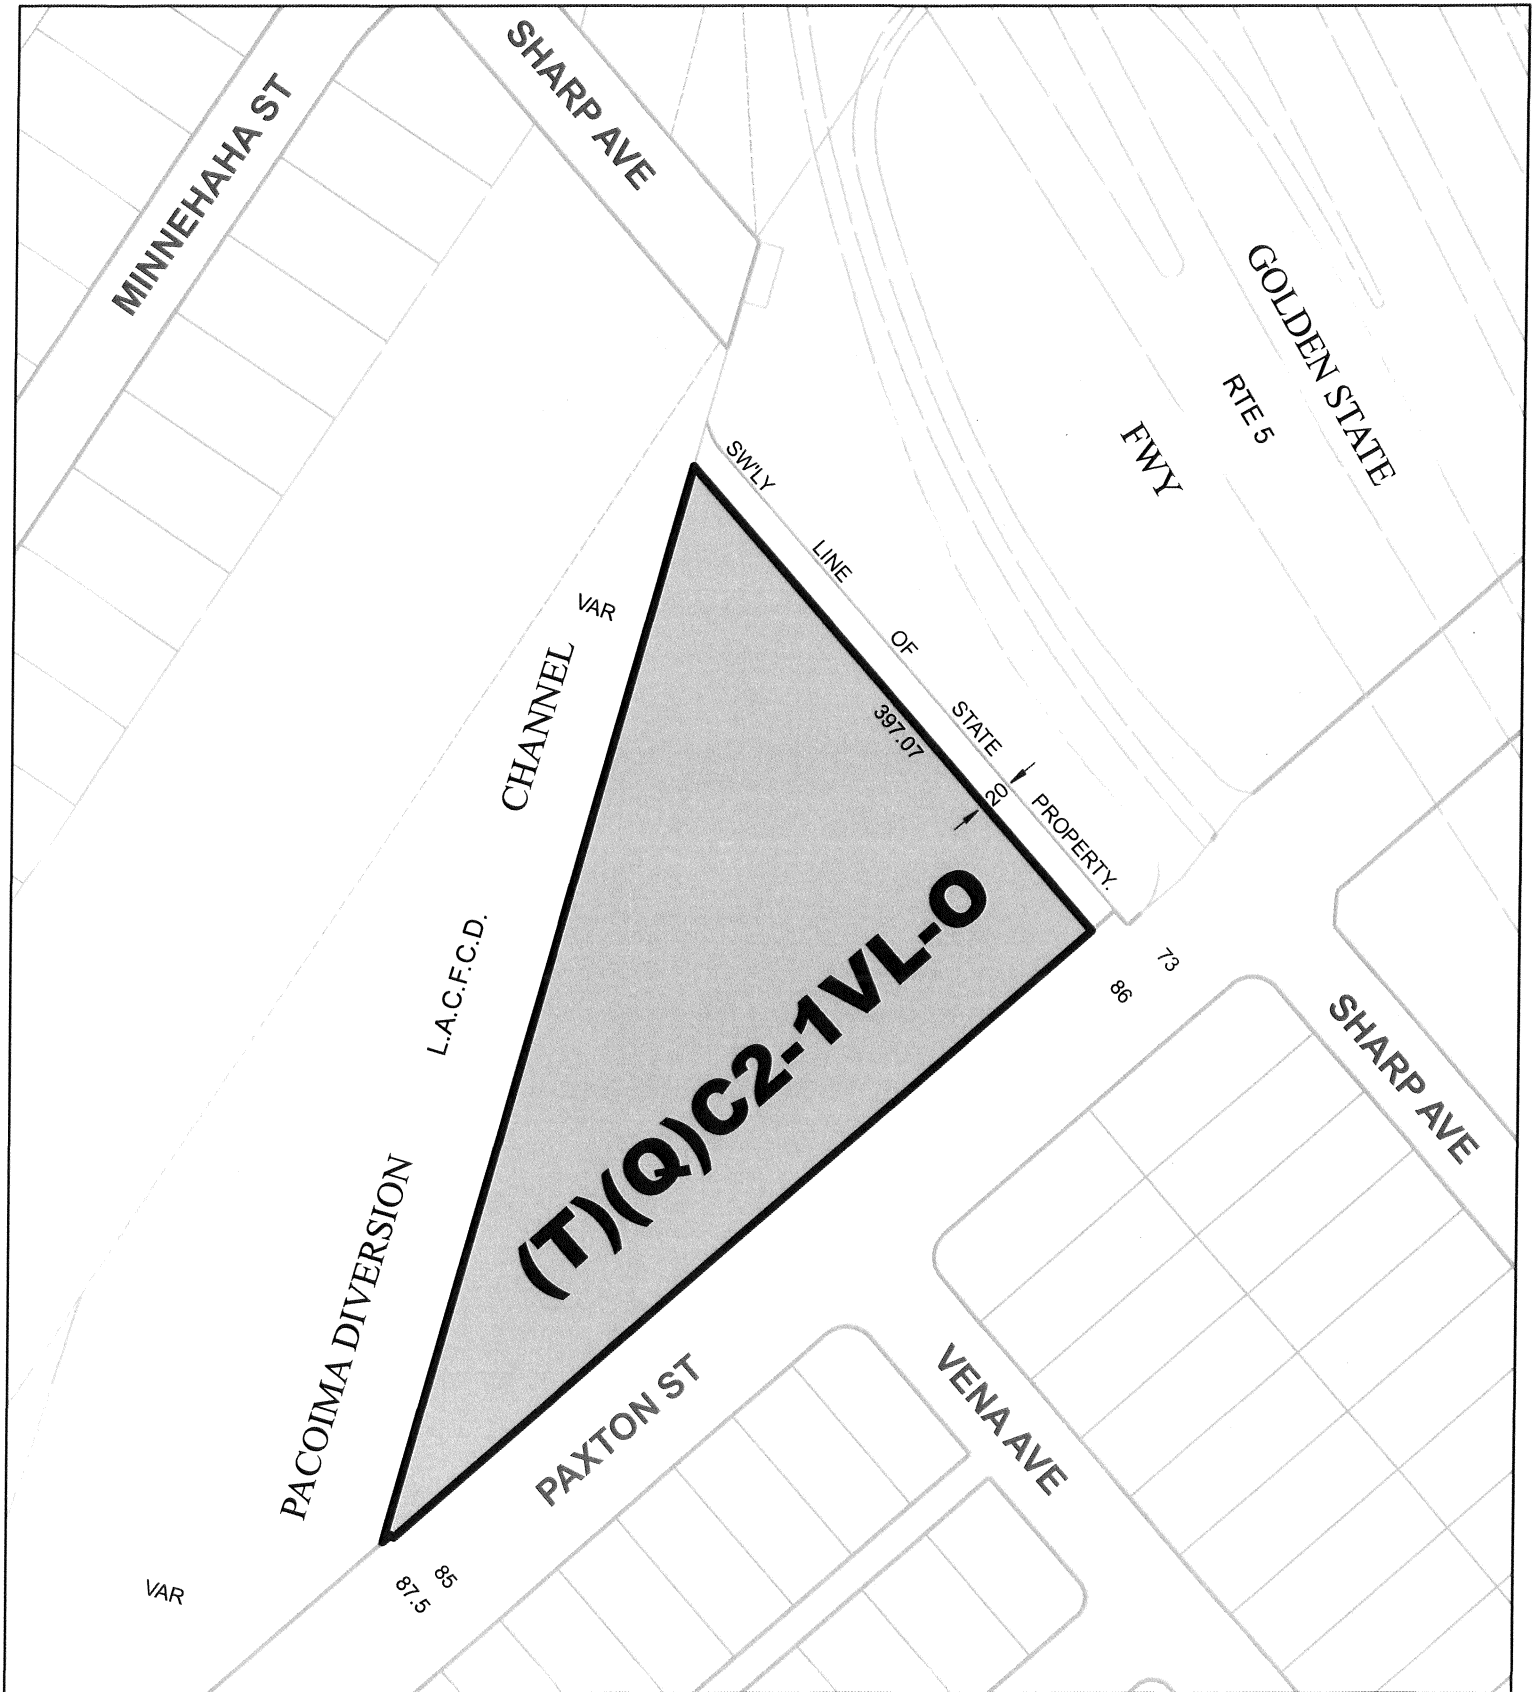 MINNEHAHA ST
SHARP AVE
GOLDEN STATE
RTE 5
FWY
SW'LY LINE OF STATE PROPERTY.
VAR
CHANNEL
397.07
20
L.A.C.F.C.D.
(T)(Q)C2-1VL-O
73
86
SHARP AVE
PACOIMA DIVERSION
PAXTON ST
VENA AVE
VAR
87.5
85